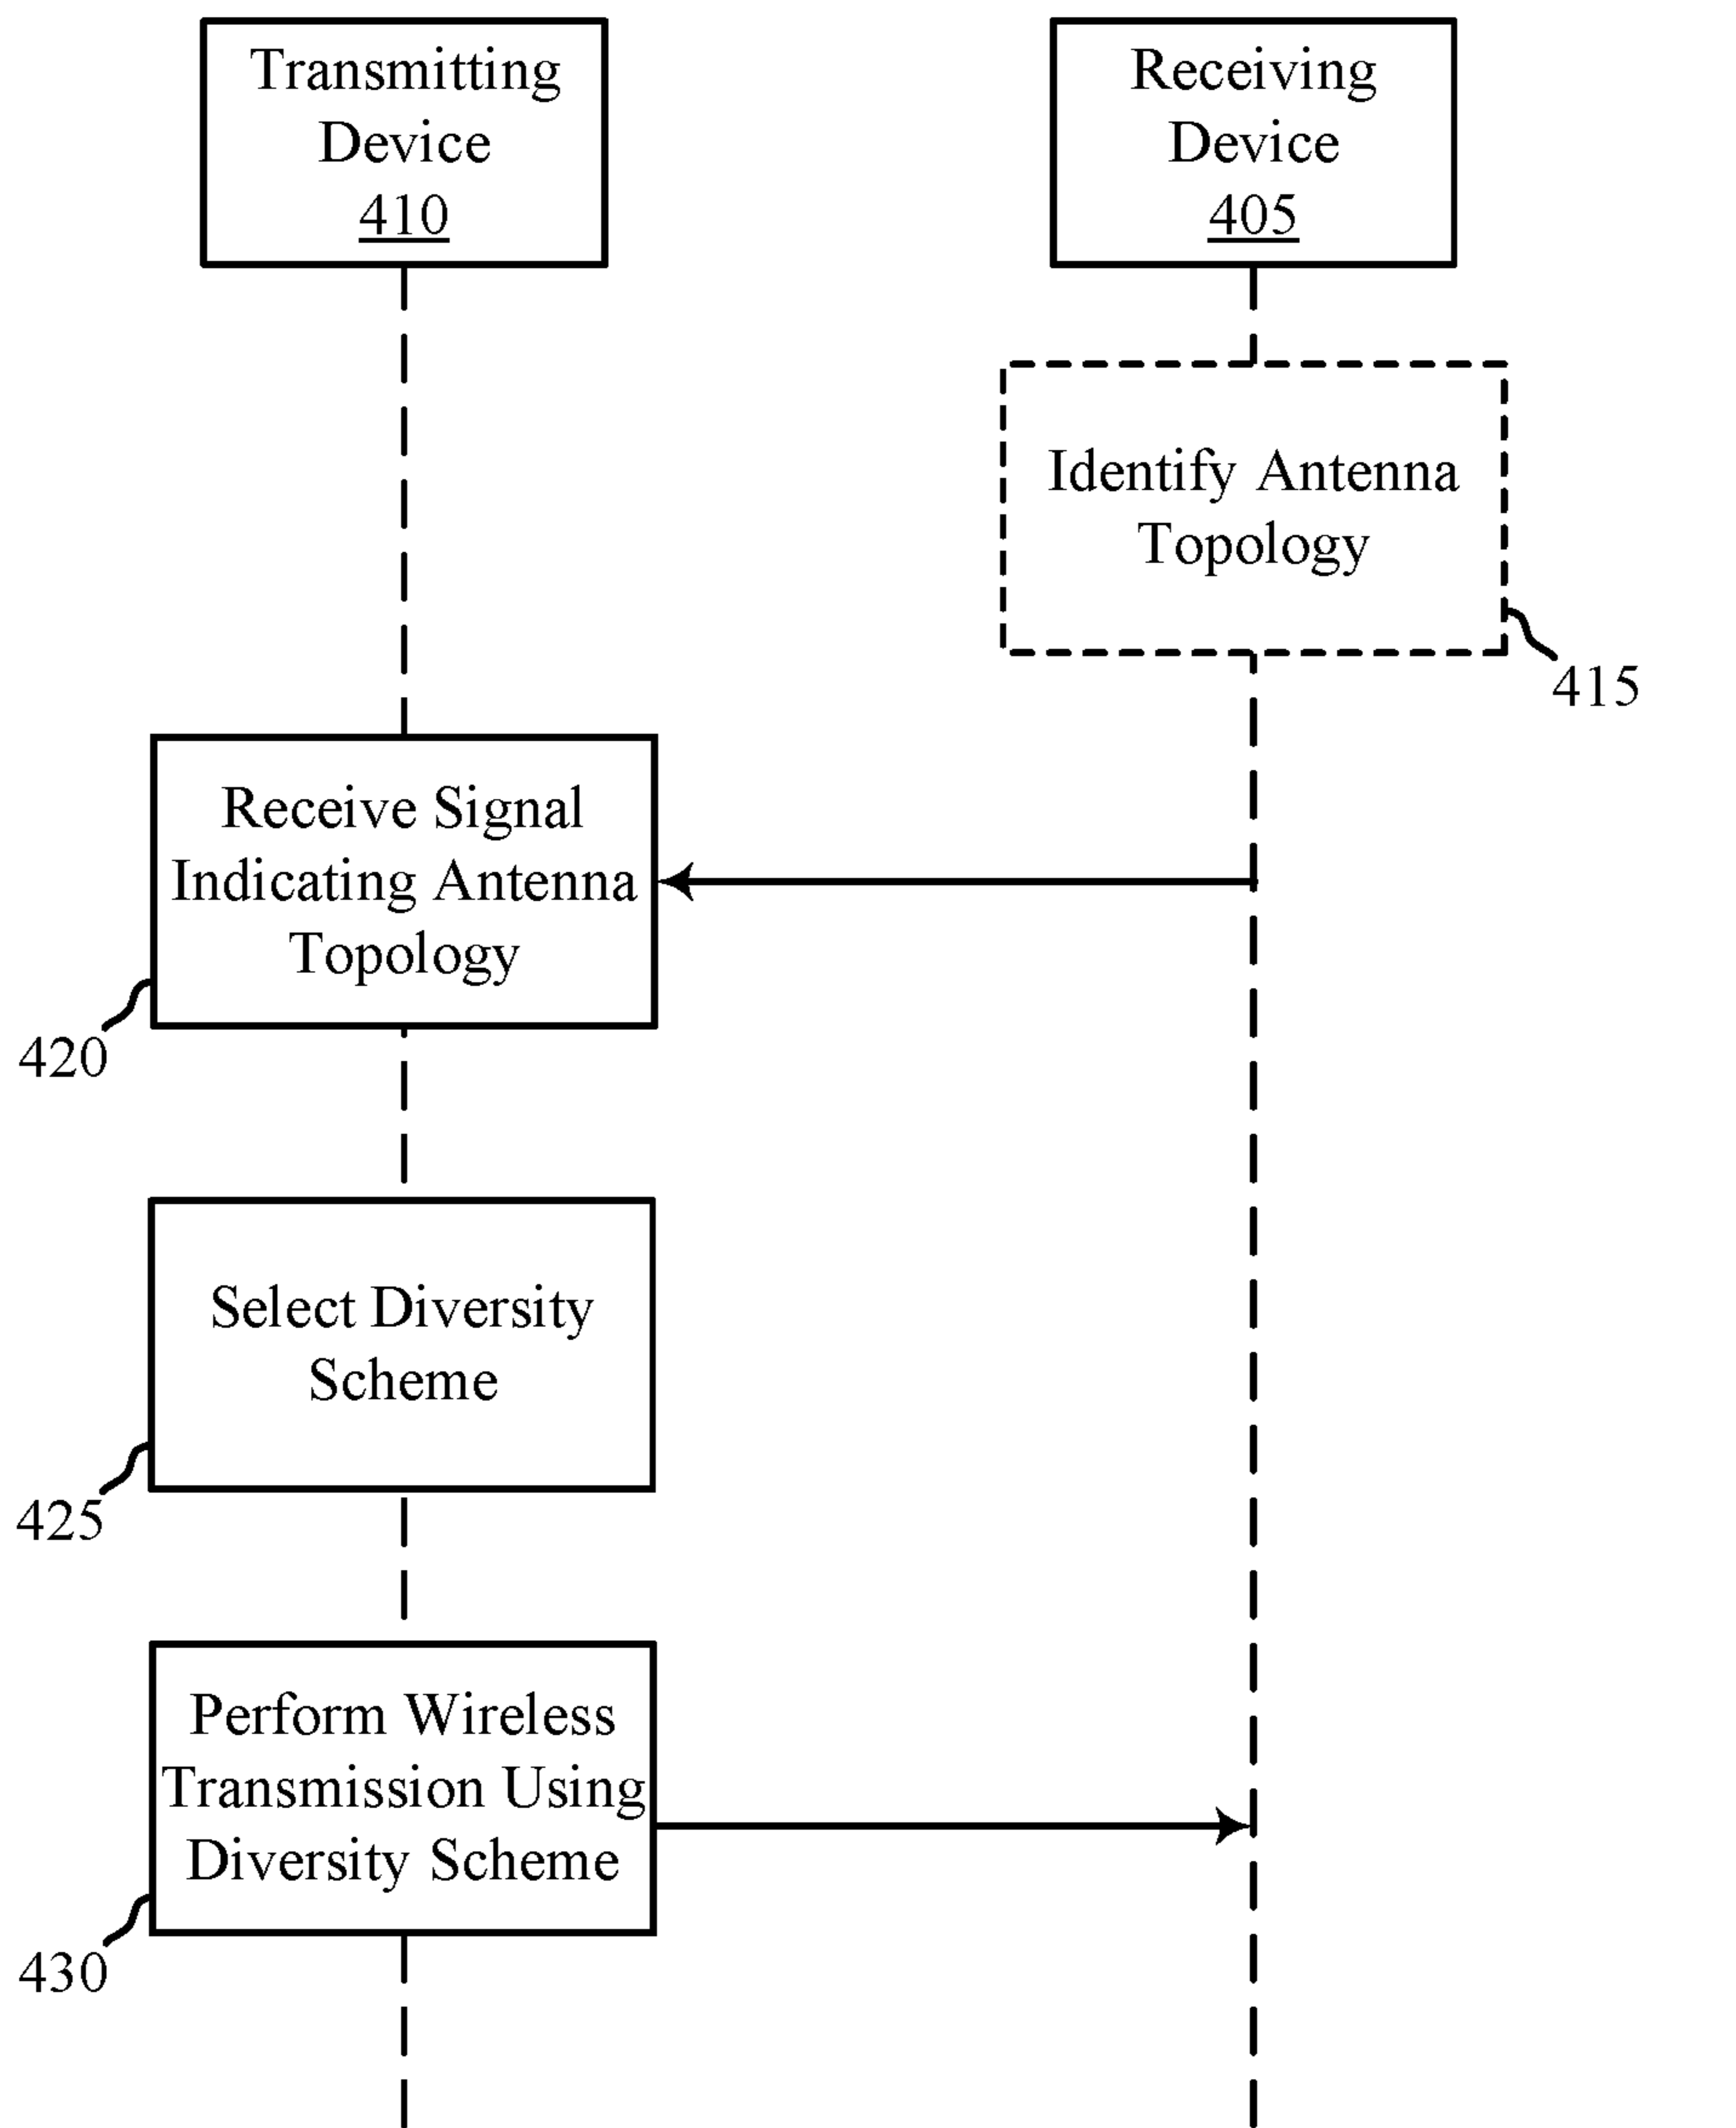 Transmitting
Device
410
Receiving
Device
405
Identify Antenna
Topology
415
Receive Signal
Indicating Antenna
Topology
420
Select Diversity
Scheme
425
Perform Wireless
Transmission Using
Diversity Scheme
430